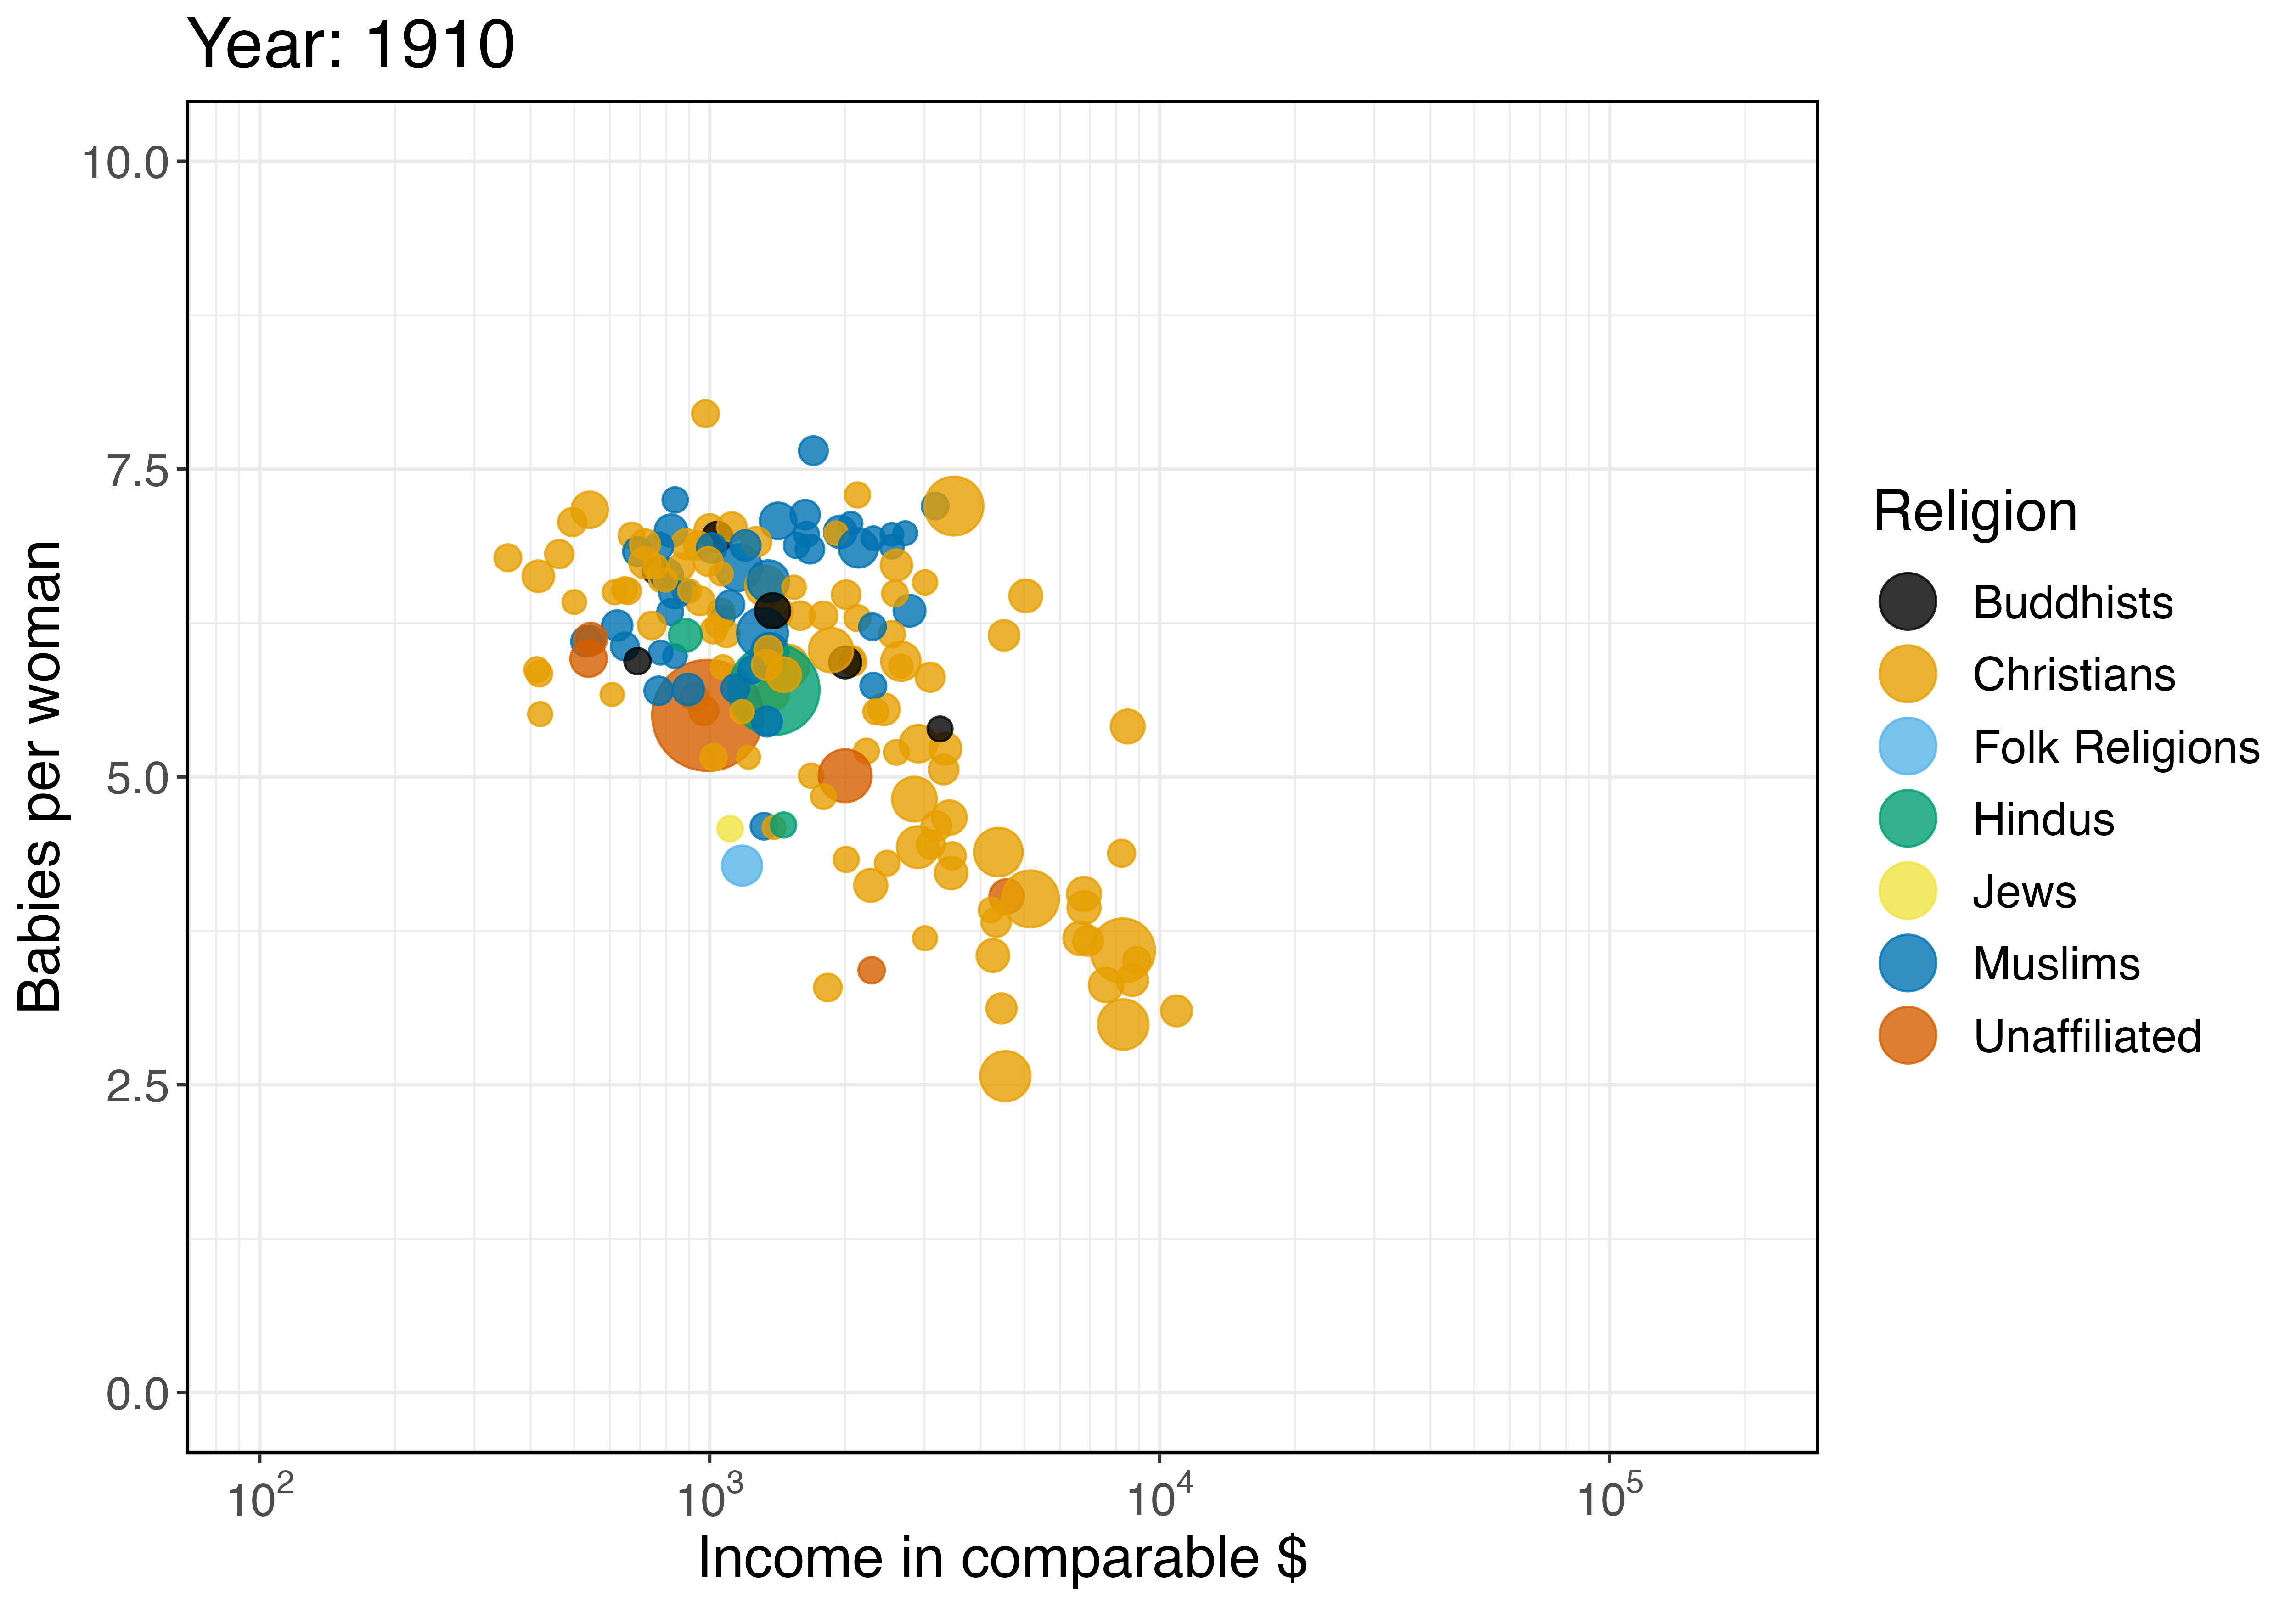 Year: 1910
10.0
7.5
5.0
2.5
0.0
Babies per woman
10²
10³
10⁴
10⁵
Income in comparable $
Religion
Buddhists
Christians
Folk Religions
Hindus
Jews
Muslims
Unaffiliated